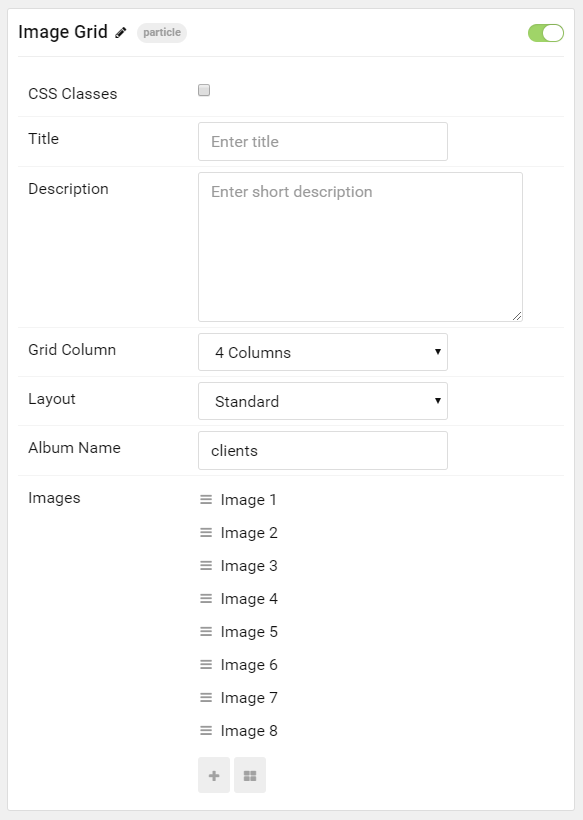 Image Grid particle
CSS Classes
Title Enter title
Description Enter short description
Grid Column 4 Columns
Layout Standard
Album Name clients
Images Image 1
Image 2
Image 3
Image 4
Image 5
Image 6
Image 7
Image 8